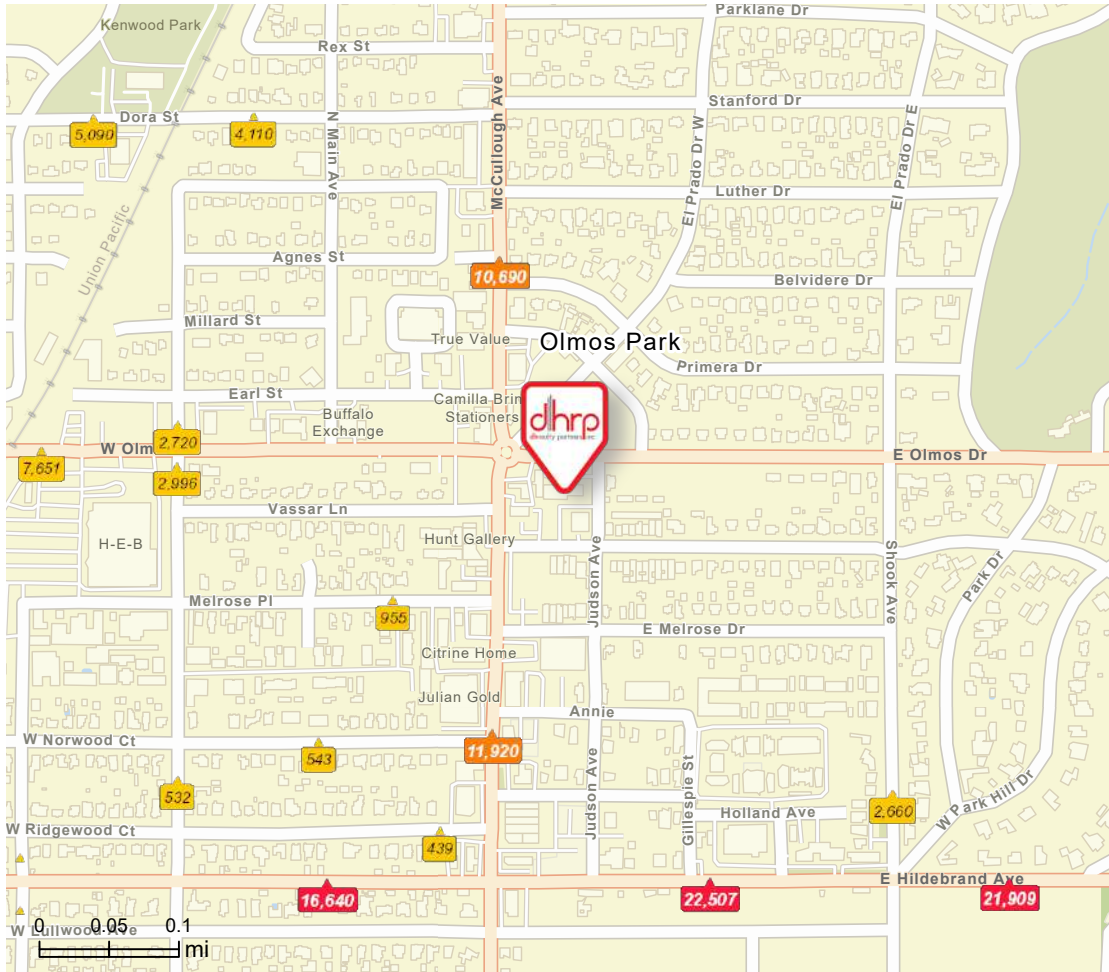 Parklane Dr
Kenwood Park
Rex St
McCullough Ave
Stanford Dr
El Prado Dr E
Dora St
5,090
4,110
N Main Ave
El Prado Dr W
Luther Dr
Union Pacific
Agnes St
10,690
Belvidere Dr
Millard St
True Value
Olmos Park
Primera Dr
Earl St
Camilla Brin
Stationers
Buffalo
Exchange
dhrp
W Olm
2,720
E Olmos Dr
7,651
2,996
Vassar Ln
Hunt Gallery
H-E-B
Judson Ave
Shook Ave
Park Dr
Melrose Pl
955
E Melrose Dr
Citrine Home
Julian Gold
Annie
W Norwood Ct
543
11,920
Judson Ave
Gillespie St
532
Holland Ave
2,660
W Park Hill Dr
W Ridgewood Ct
439
E Hildebrand Ave
16,640
22,507
21,909
0 0.05 0.1
W Lullwood Ave
mi